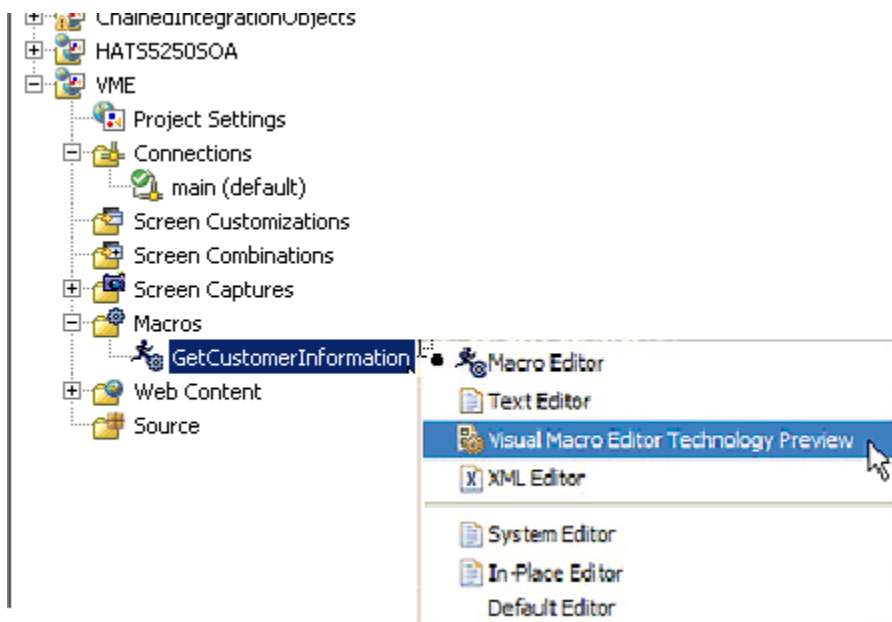 ChainedIntegrationObjects
HATS5250SOA
VME
Project Settings
Connections
main (default)
Screen Customizations
Screen Combinations
Screen Captures
Macros
GetCustomerInformation
Web Content
Source
Macro Editor
Text Editor
Visual Macro Editor Technology Preview
XML Editor
System Editor
In-Place Editor
Default Editor